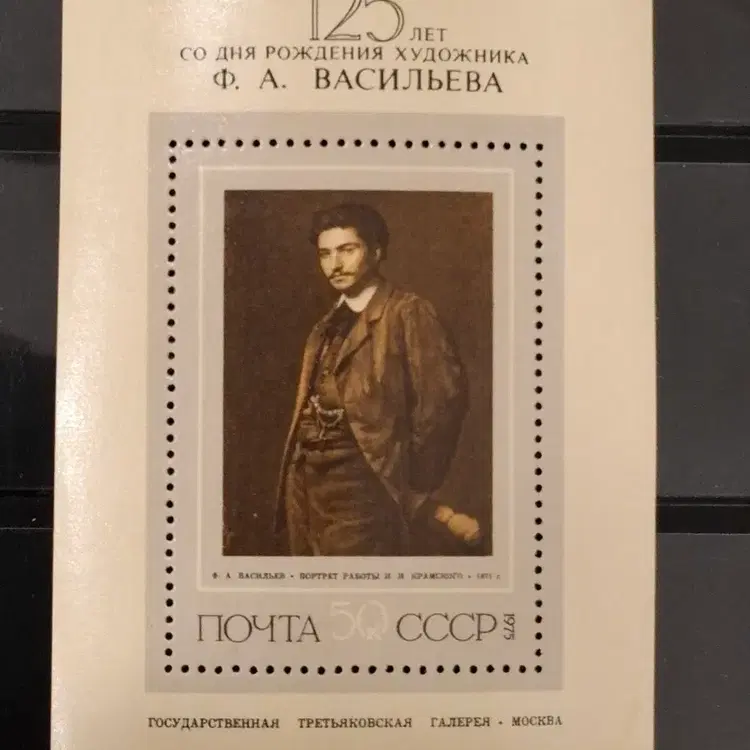 125 ЛЕТ
СО ДНЯ РОЖДЕНИЯ ХУДОЖНИКА
Ф. А. ВАСИЛЬЕВА
Ф. А ВАСИЛЬЕВ • ПОРТРЕТ РАБОТЫ И Н КРАМСКОГО • 1871 г
ПОЧТА 50К СССР 1975
ГОСУДАРСТВЕННАЯ ТРЕТЬЯКОВСКАЯ ГАЛЕРЕЯ • МОСКВА